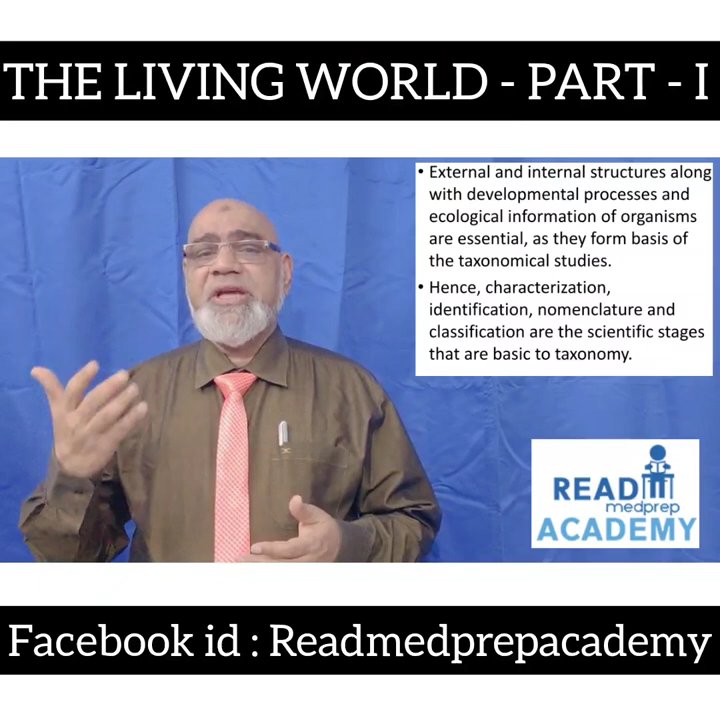 THE LIVING WORLD - PART - I
• External and internal structures along
with developmental processes and
ecological information of organisms
are essential, as they form basis of
the taxonomical studies.
• Hence, characterization,
identification, nomenclature and
classification are the scientific stages
that are basic to taxonomy.
READ
medprep
ACADEMY
Facebook id : Readmedprepacademy